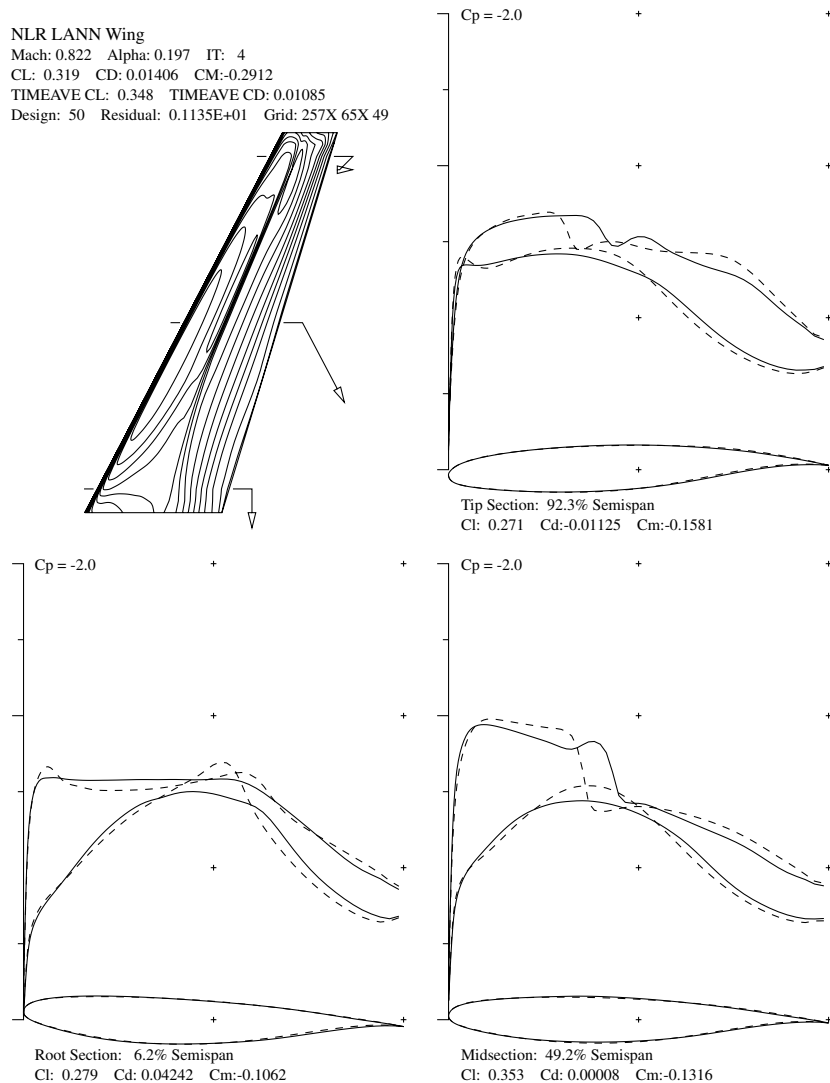 NLR LANN Wing
Mach: 0.822 Alpha: 0.197 IT: 4
CL: 0.319 CD: 0.01406 CM:-0.2912
TIMEAVE CL: 0.348 TIMEAVE CD: 0.01085
Design: 50 Residual: 0.1135E+01 Grid: 257X 65X 49
Cp = -2.0
Tip Section: 92.3% Semispan
Cl: 0.271 Cd:-0.01125 Cm:-0.1581
Cp = -2.0
Root Section: 6.2% Semispan
Cl: 0.279 Cd: 0.04242 Cm:-0.1062
Cp = -2.0
Midsection: 49.2% Semispan
Cl: 0.353 Cd: 0.00008 Cm:-0.1316